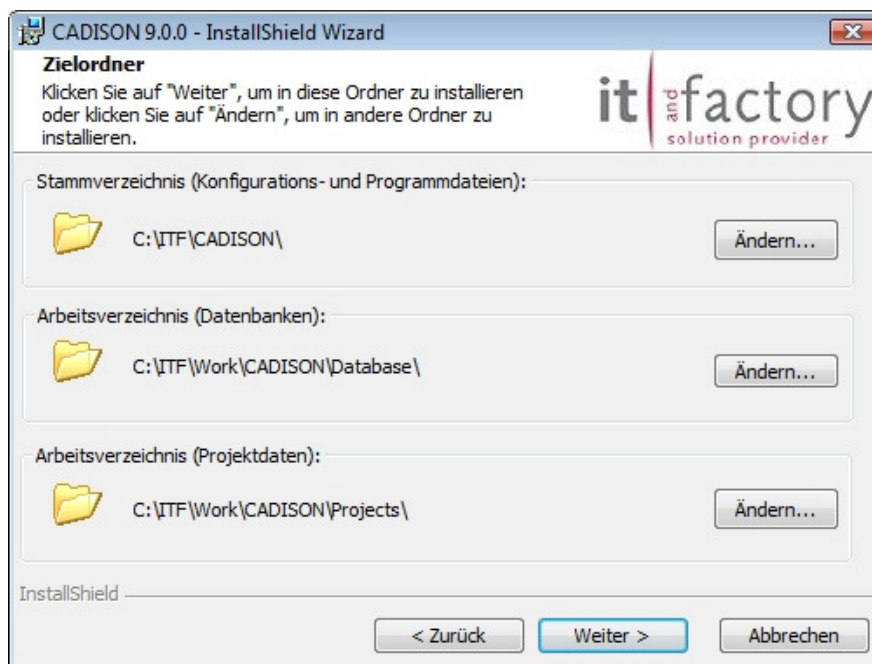 CADISON 9.0.0 - InstallShield Wizard
Zielordner
Klicken Sie auf "Weiter", um in diese Ordner zu installieren
oder klicken Sie auf "Ändern", um in andere Ordner zu
installieren.
it and factory
solution provider
Stammverzeichnis (Konfigurations- und Programmdateien):
C:\ITF\CADISON\
Ändern...
Arbeitsverzeichnis (Datenbanken):
C:\ITF\Work\CADISON\Database\
Ändern...
Arbeitsverzeichnis (Projektdaten):
C:\ITF\Work\CADISON\Projects\
Ändern...
InstallShield
< Zurück
Weiter >
Abbrechen